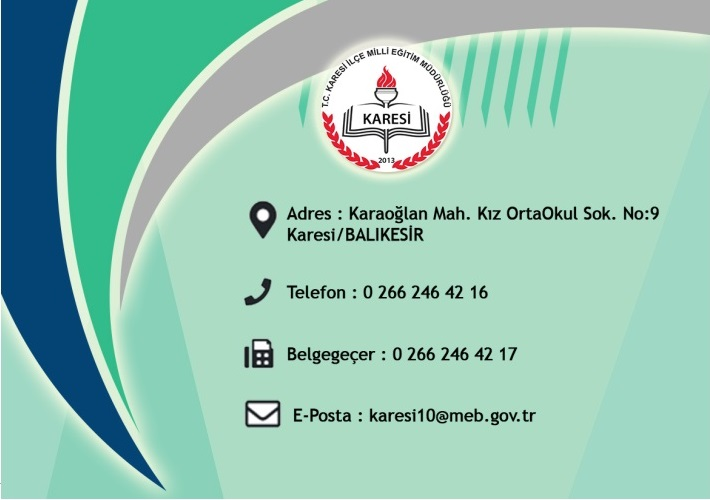 T.C. KARESİ İLÇE MİLLİ EĞİTİM MÜDÜRLÜĞÜ
KARESİ
2013
Adres : Karaoğlan Mah. Kız OrtaOkul Sok. No:9
Karesi/BALIKESİR
Telefon : 0 266 246 42 16
Belgegeçer : 0 266 246 42 17
E-Posta : karesi10@meb.gov.tr